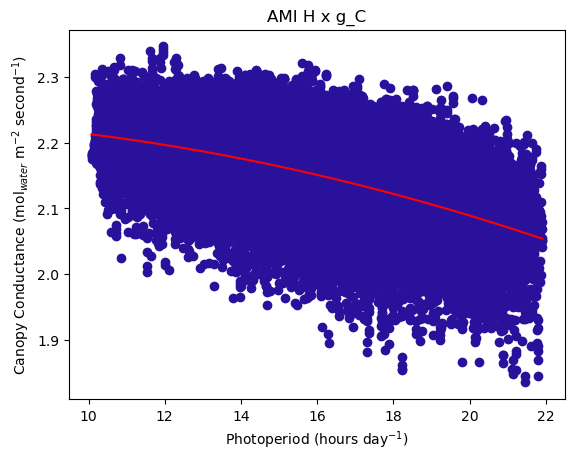 AMI H x g_C
Canopy Conductance (mol_water m⁻² second⁻¹)
2.3
2.2
2.1
2.0
1.9
10 12 14 16 18 20 22
Photoperiod (hours day⁻¹)